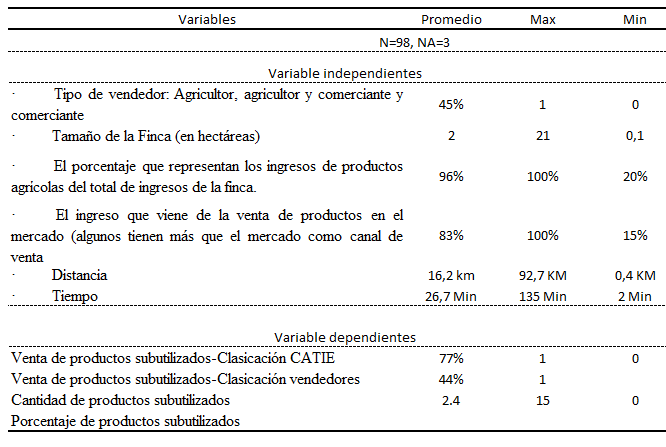 Variables Promedio Max Min
N=98, NA=3
Variable independientes
· Tipo de vendedor: Agricultor, agricultor y comerciante y
comerciante 45% 1 0
· Tamaño de la Finca (en hectáreas) 2 21 0,1
· El porcentaje que representan los ingresos de productos
agrícolas del total de ingresos de la finca. 96% 100% 20%
· El ingreso que viene de la venta de productos en el
mercado (algunos tienen más que el mercado como canal de 83% 100% 15%
venta
· Distancia 16,2 km 92,7 KM 0,4 KM
· Tiempo 26,7 Min 135 Min 2 Min
Variable dependientes
Venta de productos subutilizados-Clasicación CATIE 77% 1 0
Venta de productos subutilizados-Clasificación vendedores 44% 1
Cantidad de productos subutilizados 2.4 15 0
Porcentaje de productos subutilizados